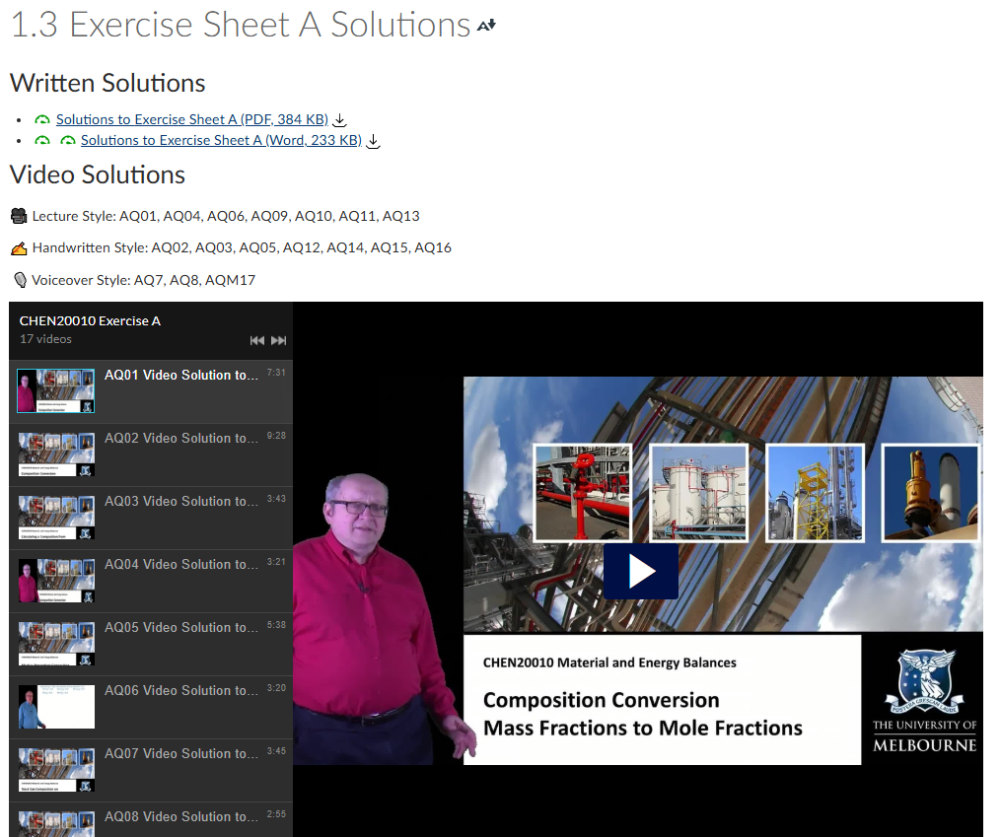 1.3 Exercise Sheet A Solutions
Written Solutions
Solutions to Exercise Sheet A (PDF, 384 KB)
Solutions to Exercise Sheet A (Word, 233 KB)
Video Solutions
Lecture Style: AQ01, AQ04, AQ06, AQ09, AQ10, AQ11, AQ13
Handwritten Style: AQ02, AQ03, AQ05, AQ12, AQ14, AQ15, AQ16
Voiceover Style: AQ7, AQ8, AQM17
CHEN20010 Exercise A
17 videos
AQ01 Video Solution to... 7:31
AQ02 Video Solution to... 9:28
AQ03 Video Solution to... 3:43
AQ04 Video Solution to... 3:21
AQ05 Video Solution to... 5:38
AQ06 Video Solution to... 3:20
AQ07 Video Solution to... 3:45
AQ08 Video Solution to... 2:55
CHEN20010 Material and Energy Balances
Composition Conversion
Mass Fractions to Mole Fractions
POSTERA CRESCAM LAUDE
THE UNIVERSITY OF
MELBOURNE